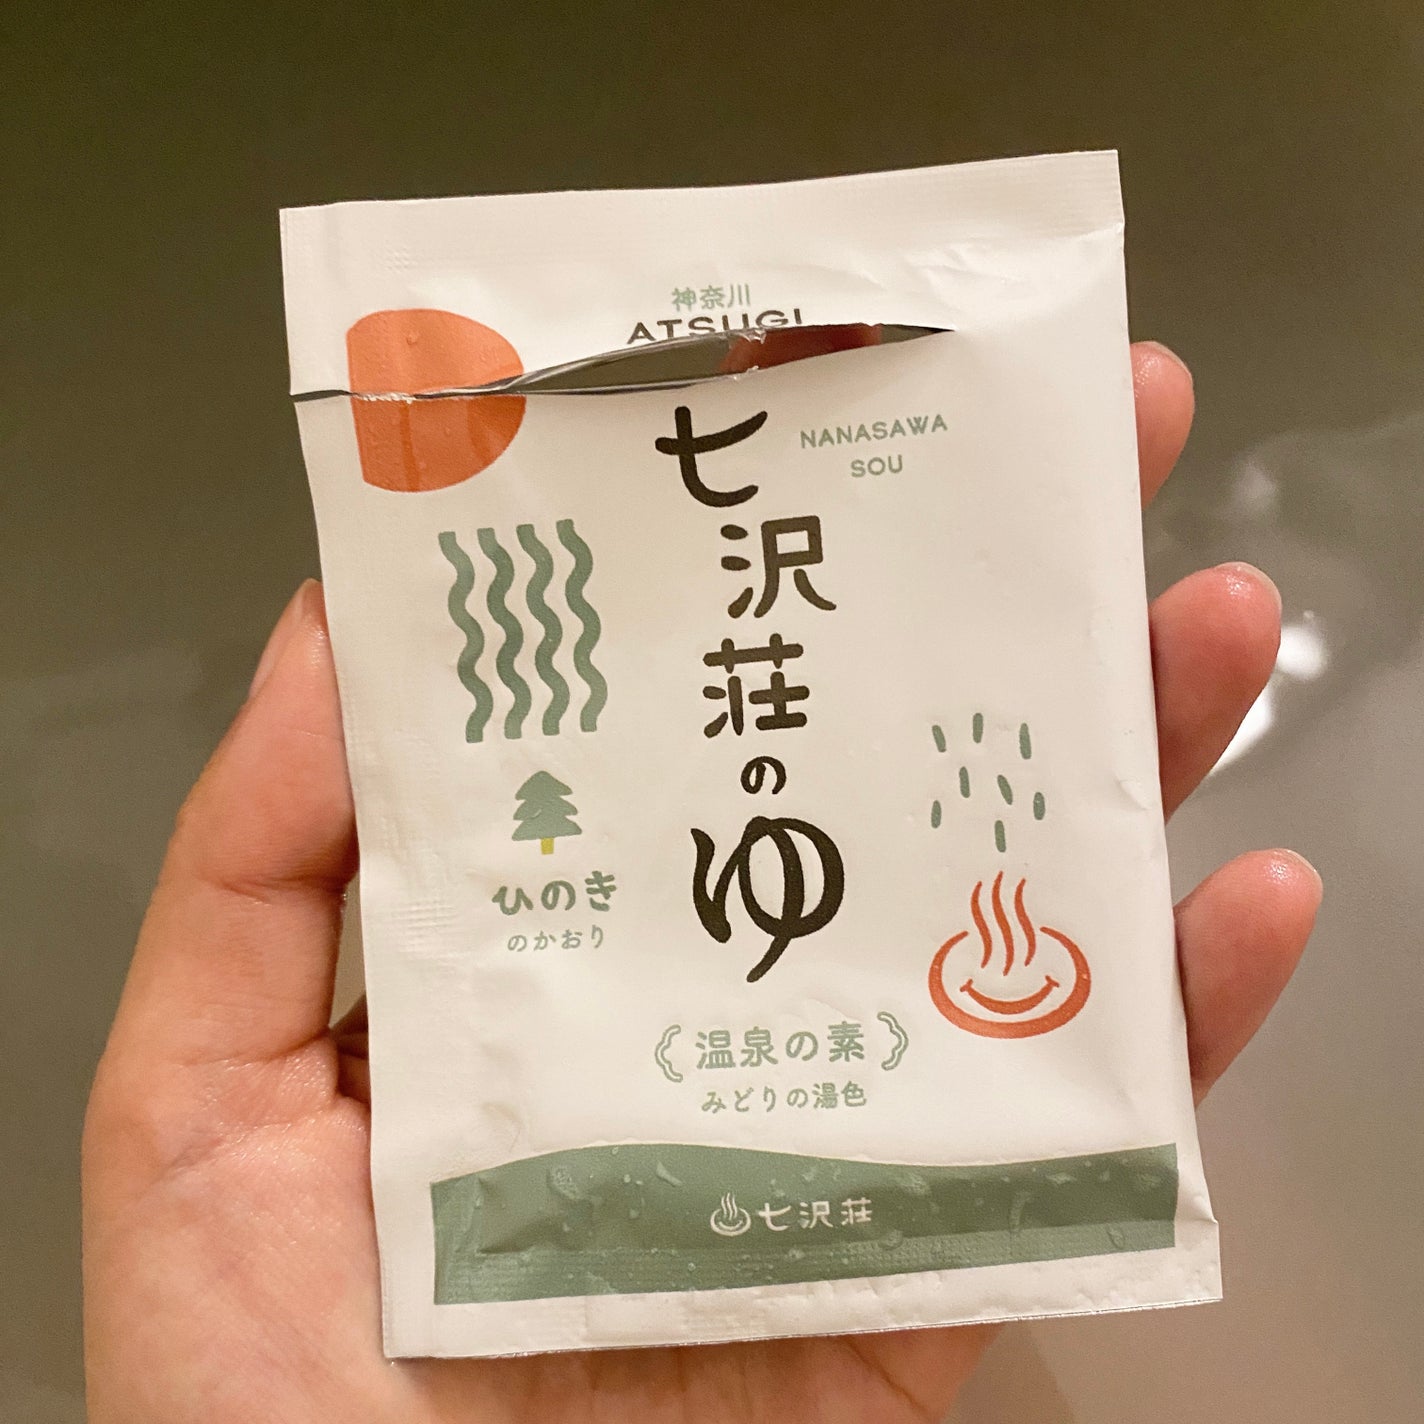 神奈川
ATSUGI
七沢荘のゆ
NANASAWA
SOU
ひのき
のかおり
温泉の素
みどりの湯色
七沢荘